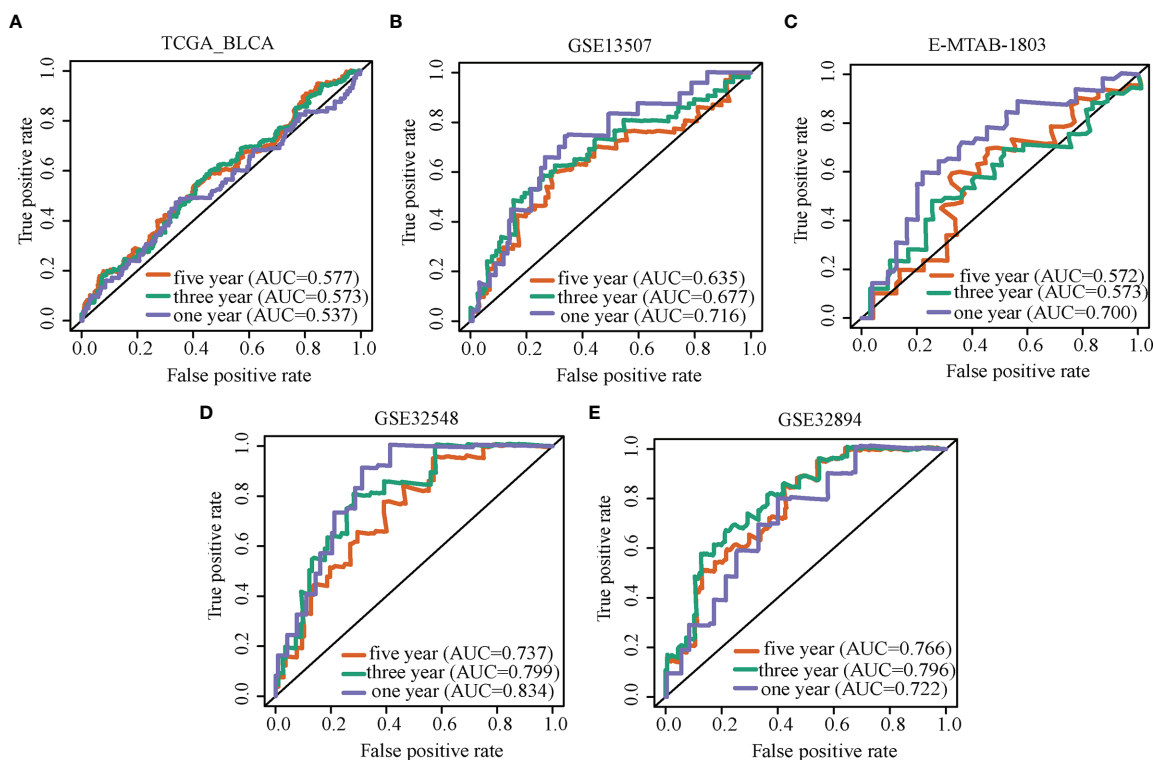 A
TCGA_BLCA
True positive rate
0.0 0.2 0.4 0.6 0.8 1.0
five year (AUC=0.577)
three year (AUC=0.573)
one year (AUC=0.537)
0.0 0.2 0.4 0.6 0.8 1.0
False positive rate
B
GSE13507
True positive rate
0.0 0.2 0.4 0.6 0.8 1.0
five year (AUC=0.635)
three year (AUC=0.677)
one year (AUC=0.716)
0.0 0.2 0.4 0.6 0.8 1.0
False positive rate
C
E-MTAB-1803
True positive rate
0.0 0.2 0.4 0.6 0.8 1.0
five year (AUC=0.572)
three year (AUC=0.573)
one year (AUC=0.700)
0.0 0.2 0.4 0.6 0.8 1.0
False positive rate
D
GSE32548
True positive rate
0.0 0.2 0.4 0.6 0.8 1.0
five year (AUC=0.737)
three year (AUC=0.799)
one year (AUC=0.834)
0.0 0.2 0.4 0.6 0.8 1.0
False positive rate
E
GSE32894
True positive rate
0.0 0.2 0.4 0.6 0.8 1.0
five year (AUC=0.766)
three year (AUC=0.796)
one year (AUC=0.722)
0.0 0.2 0.4 0.6 0.8 1.0
False positive rate